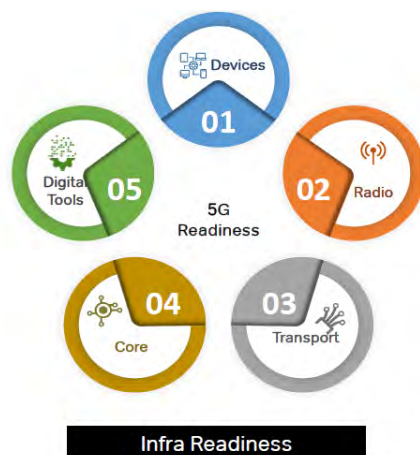 Devices
01
02
Radio
03
Transport
04
Core
05
Digital
Tools
5G
Readiness
Infra Readiness